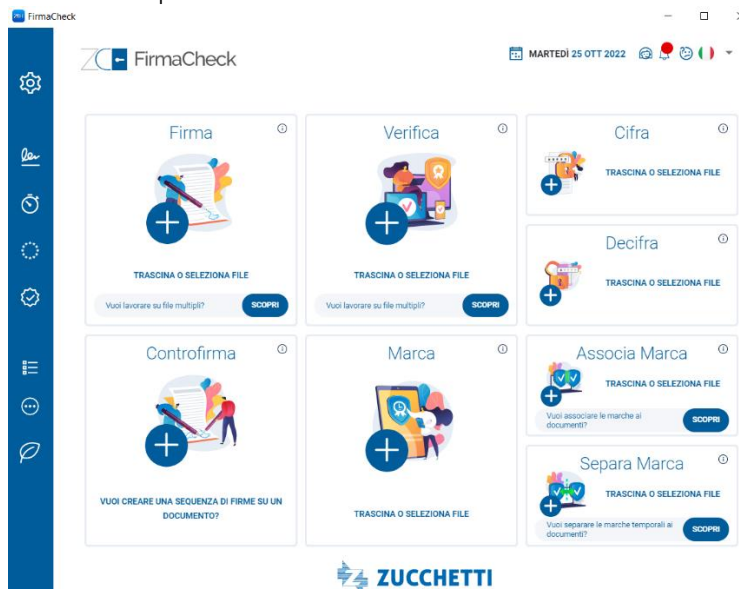 FirmaCheck
FirmaCheck
MARTEDÌ 25 OTT 2022
Firma
TRASCINA O SELEZIONA FILE
Vuoi lavorare su file multipli?
SCOPRI
Verifica
TRASCINA O SELEZIONA FILE
Vuoi lavorare su file multipli?
SCOPRI
Cifra
TRASCINA O SELEZIONA FILE
Decifra
TRASCINA O SELEZIONA FILE
Controfirma
VUOI CREARE UNA SEQUENZA DI FIRME SU UN
DOCUMENTO?
Marca
TRASCINA O SELEZIONA FILE
Associa Marca
TRASCINA O SELEZIONA FILE
Vuoi associare le marche ai
documenti?
SCOPRI
Separa Marca
TRASCINA O SELEZIONA FILE
Vuoi separare le marche temporali ai
documenti?
SCOPRI
ZUCCHETTI